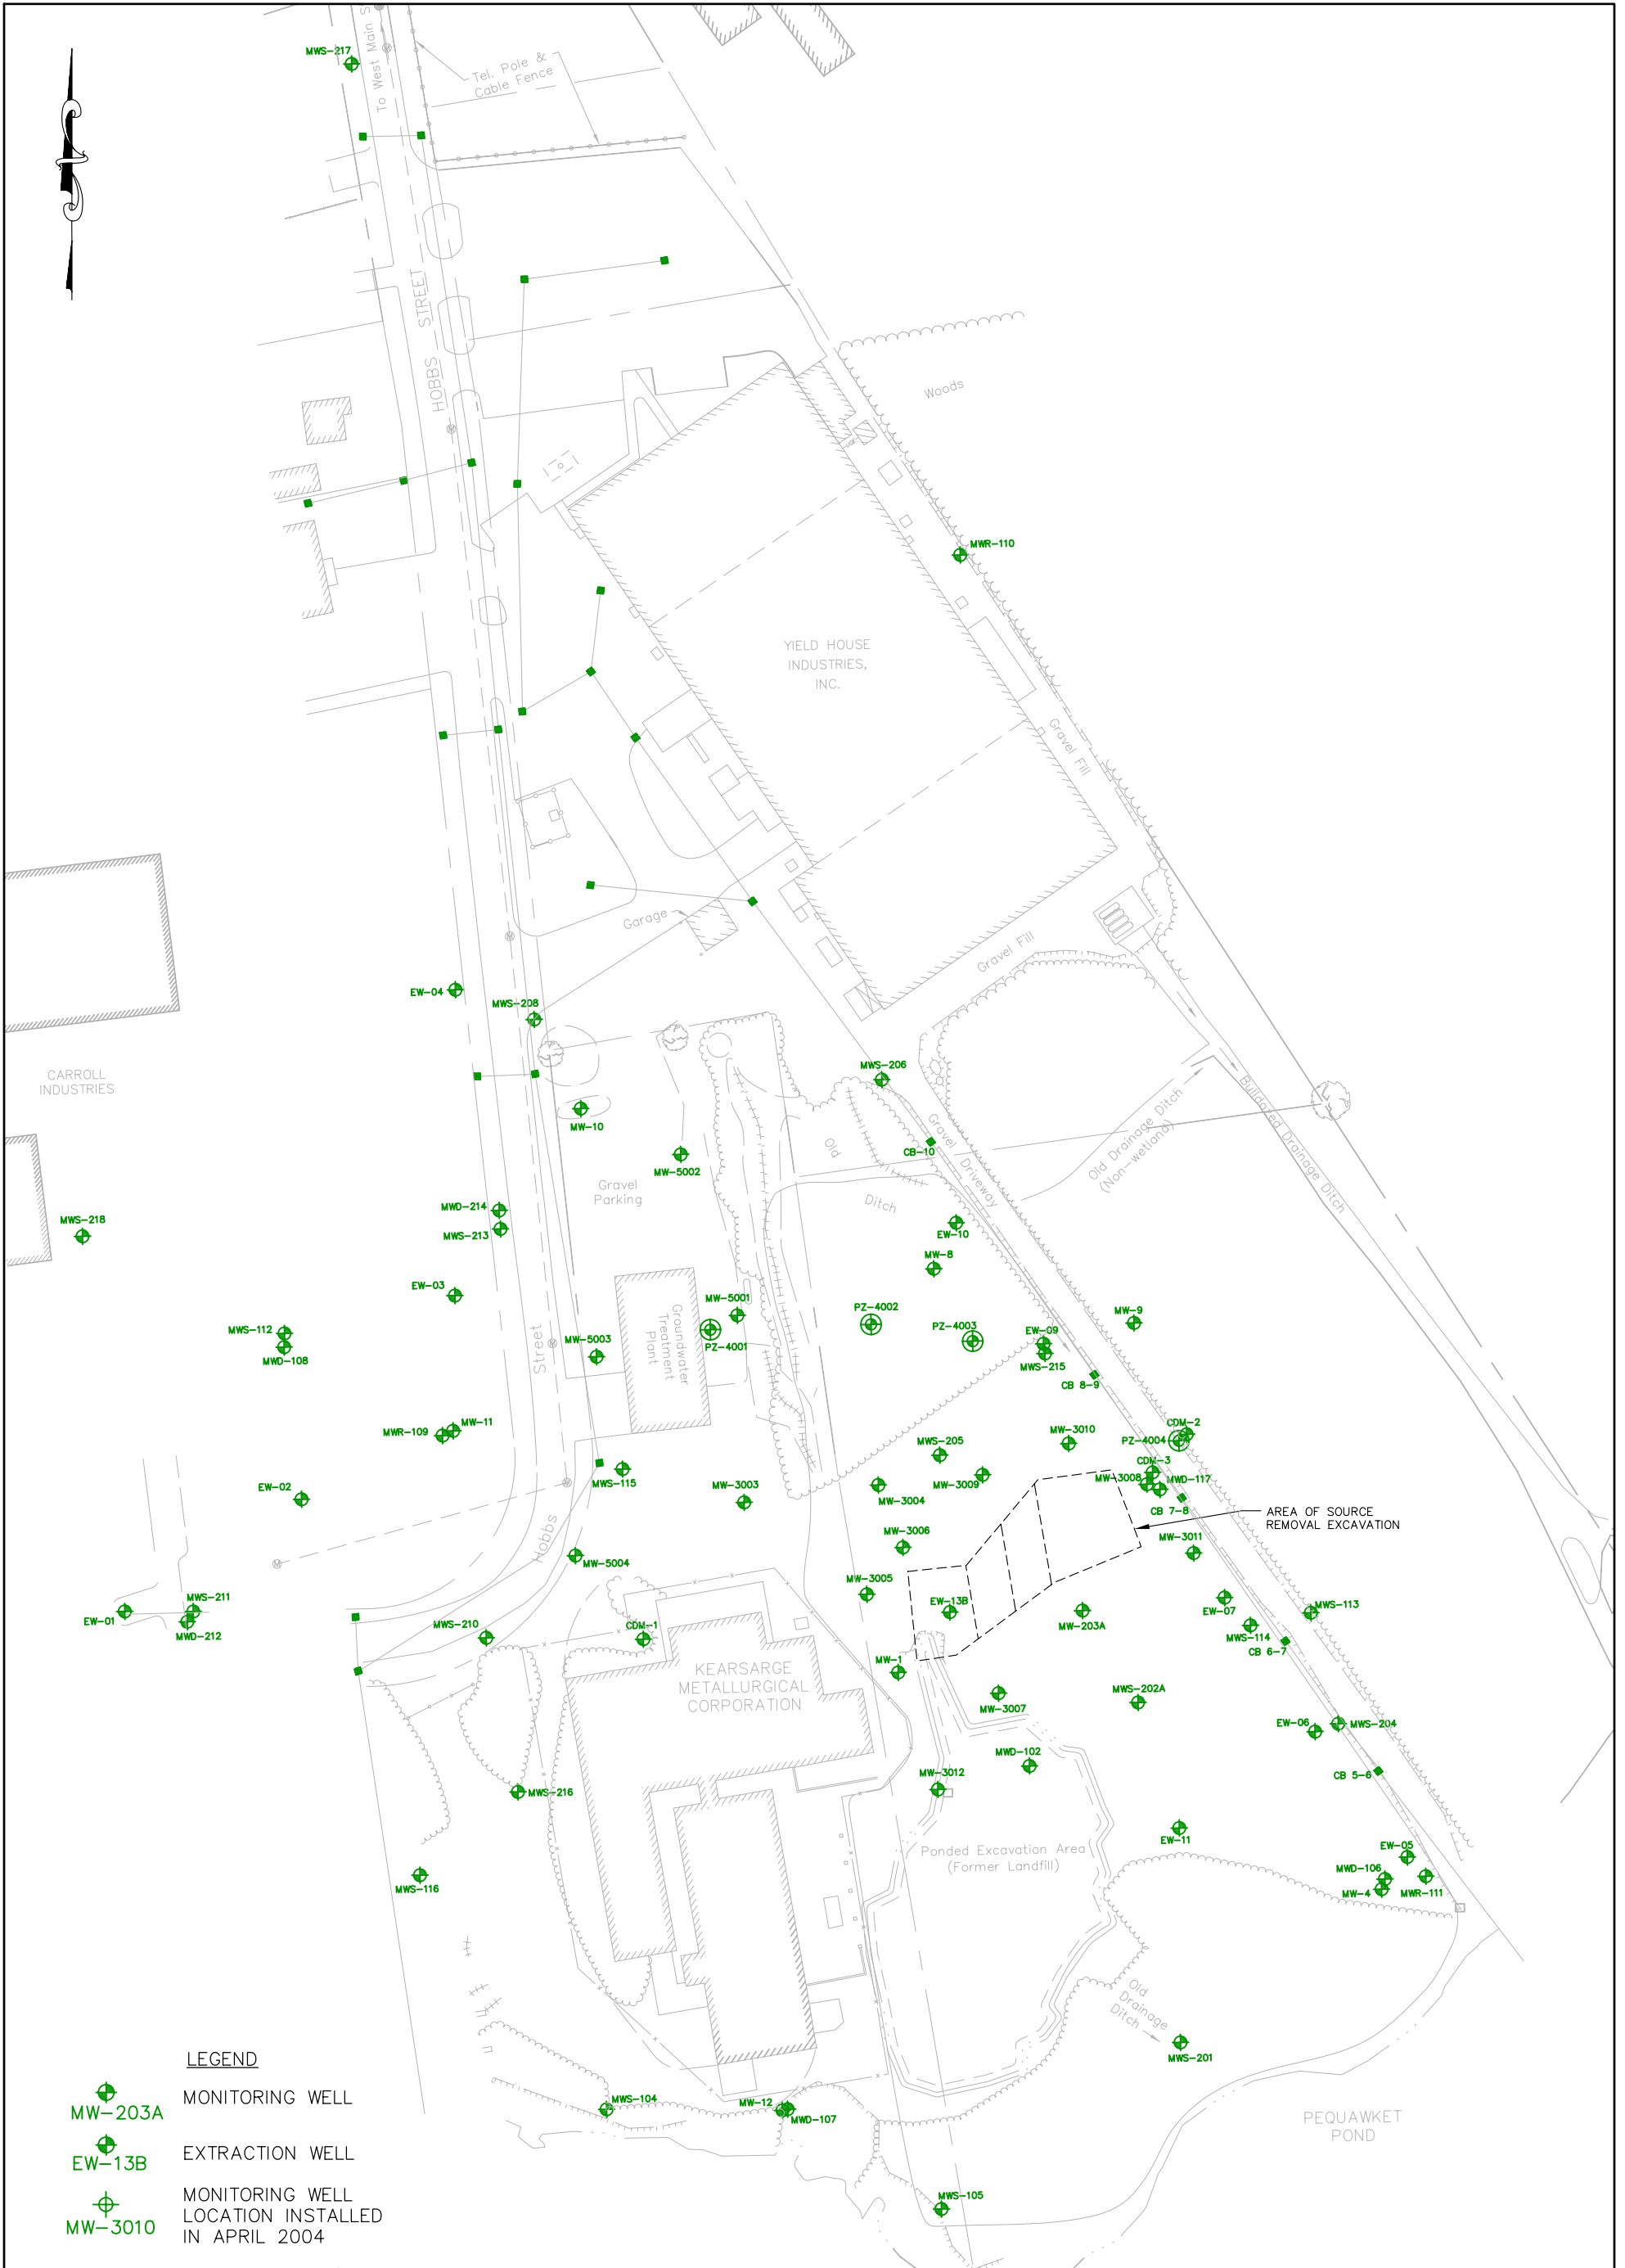 MWS-217
To West Main S
Tel. Pole &
Cable Fence
HOBBS STREET
Woods
MWR-110
YIELD HOUSE
INDUSTRIES,
INC.
Gravel Fill
Garage
Gravel Fill
EW-04
MWS-208
CARROLL
INDUSTRIES
MWS-206
MW-10
CB-10
Gravel Driveway
Old Drainage Ditch
(Non-wetland)
Bulldozed Drainage Ditch
Old
Ditch
MW-5002
Gravel
Parking
MWD-214
MWS-213
MWS-218
EW-10
MW-8
EW-03
MW-5001
PZ-4002
PZ-4003
MW-9
EW-09
MWS-215
MWS-112
MWD-108
MW-5003
PZ-4001
Groundwater
Treatment
Plant
Street
CB 8-9
MW-11
MWR-109
CDM-2
PZ-4004
MW-3010
MWS-205
CDM-3
MW-3008
MWD-117
MW-3009
MW-3004
MWS-115
EW-02
MW-3003
CB 7-8
AREA OF SOURCE
REMOVAL EXCAVATION
Hobbs
MW-3006
MW-3011
MW-5004
MW-3005
EW-07
MWS-113
EW-13B
MW-203A
MWS-114
CB 6-7
MWS-211
EW-01
MWD-212
MWS-210
CDM-1
KEARSARGE
METALLURGICAL
CORPORATION
MW-1
MW-3007
MWS-202A
EW-06
MWS-204
MWD-102
CB 5-6
MW-3012
MWS-216
EW-11
Ponded Excavation Area
(Former Landfill)
EW-05
MWD-106
MW-4
MWR-111
MWS-116
Old
Drainage
Ditch
MWS-201
MWS-104
MW-12
MWD-107
PEQUAWKET
POND
MWS-105
LEGEND
MW-203A
MONITORING WELL
EW-13B
EXTRACTION WELL
MW-3010
MONITORING WELL
LOCATION INSTALLED
IN APRIL 2004